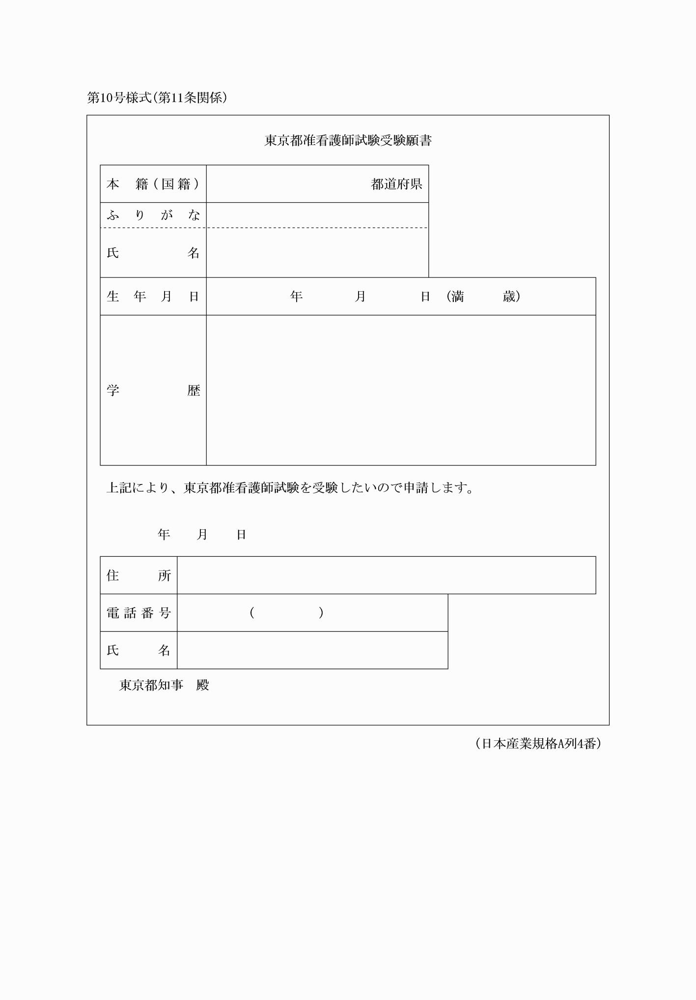 第10号様式(第11条関係)
東京都准看護師試験受験願書
本　籍(国籍)　都道府県
ふりがな
氏　名
生年月日　年　月　日　(満　歳)
学　歴
上記により、東京都准看護師試験を受験したいので申請します。
年　月　日
住　所
電話番号　(　)
氏　名
東京都知事　殿
(日本産業規格A列4番)